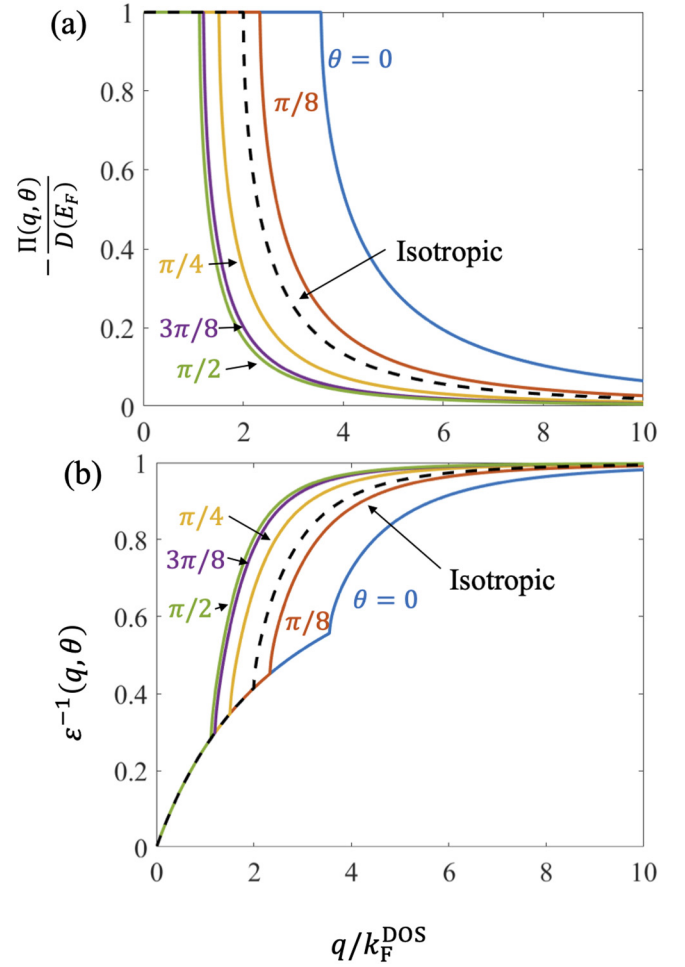 (a)
1
0.8
0.6
0.4
0.2
0
0 2 4 6 8 10
− Π(q, θ) / D(E_F)
θ = 0
π/8
Isotropic
π/4
3π/8
π/2
(b)
1
0.8
0.6
0.4
0.2
0
0 2 4 6 8 10
ε⁻¹(q, θ)
π/4
3π/8
π/2
Isotropic
θ = 0
π/8
q/k_F^DOS